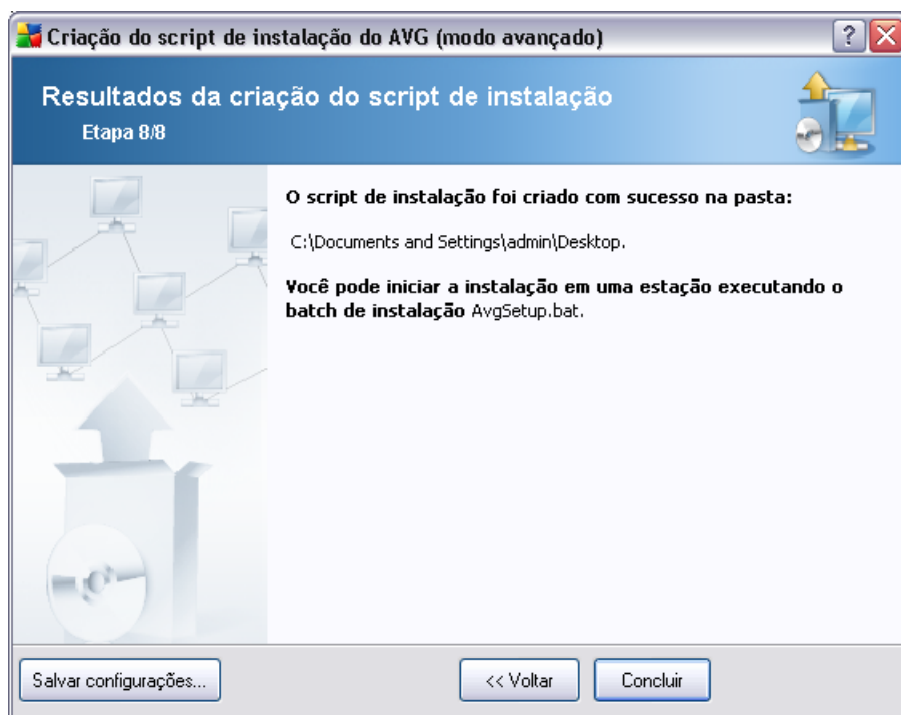 Criação do script de instalação do AVG (modo avançado)
Resultados da criação do script de instalação
Etapa 8/8
O script de instalação foi criado com sucesso na pasta:
C:\Documents and Settings\admin\Desktop.
Você pode iniciar a instalação em uma estação executando o
batch de instalação AvgSetup.bat.
Salvar configurações...
<< Voltar
Concluir